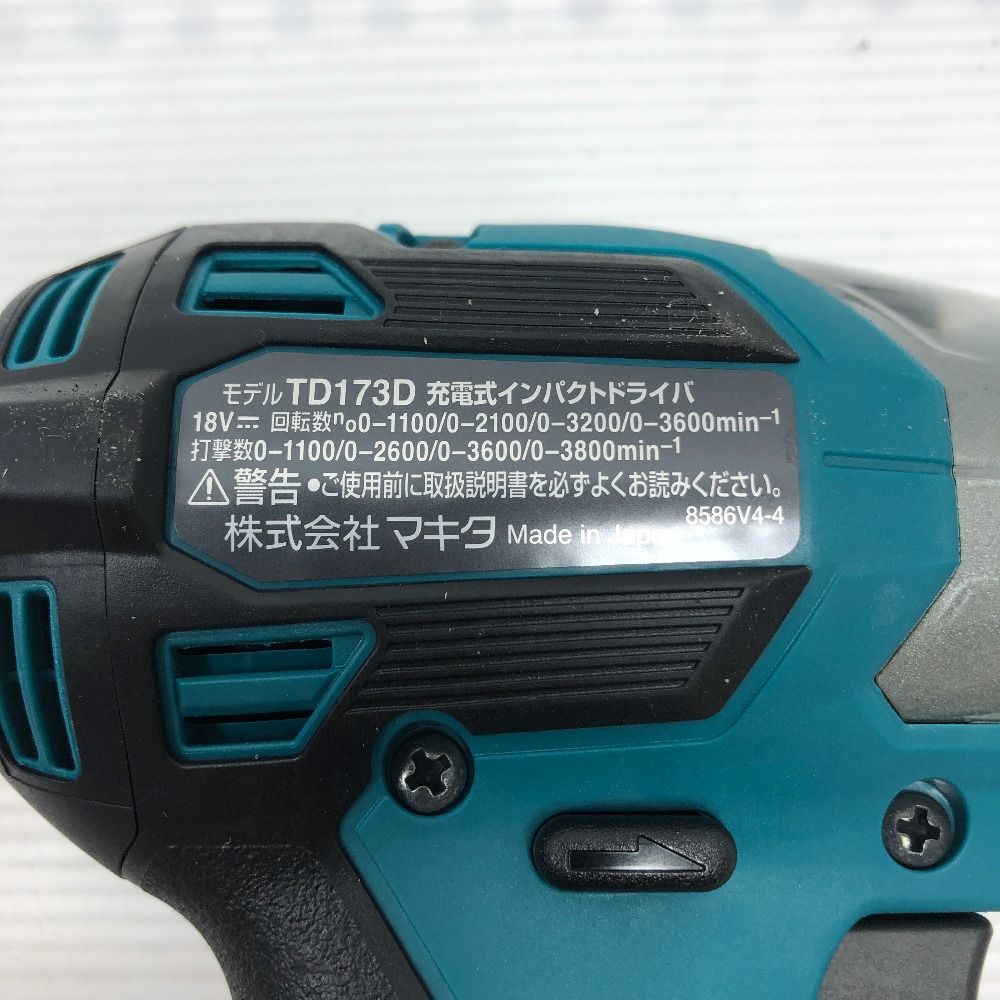 モデル TD173D 充電式インパクトドライバ
18V⎓ 回転数no0-1100/0-2100/0-3200/0-3600min⁻¹
打撃数0-1100/0-2600/0-3600/0-3800min⁻¹
⚠警告 ●ご使用前に取扱説明書を必ずよくお読みください。
8586V4-4
株式会社 マキタ Made in Japan